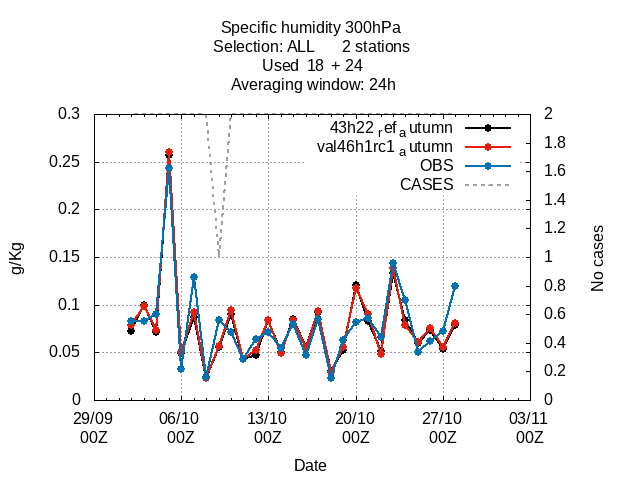 Specific humidity 300hPa
Selection: ALL 2 stations
Used 18 + 24
Averaging window: 24h
43h22 ref autumn
val46h1rc1 autumn
OBS
CASES
0.3
0.25
0.2
0.15
0.1
0.05
0
2
1.8
1.6
1.4
1.2
1
0.8
0.6
0.4
0.2
0
g/Kg
No cases
29/09 06/10 13/10 20/10 27/10 03/11
00Z 00Z 00Z 00Z 00Z 00Z
Date